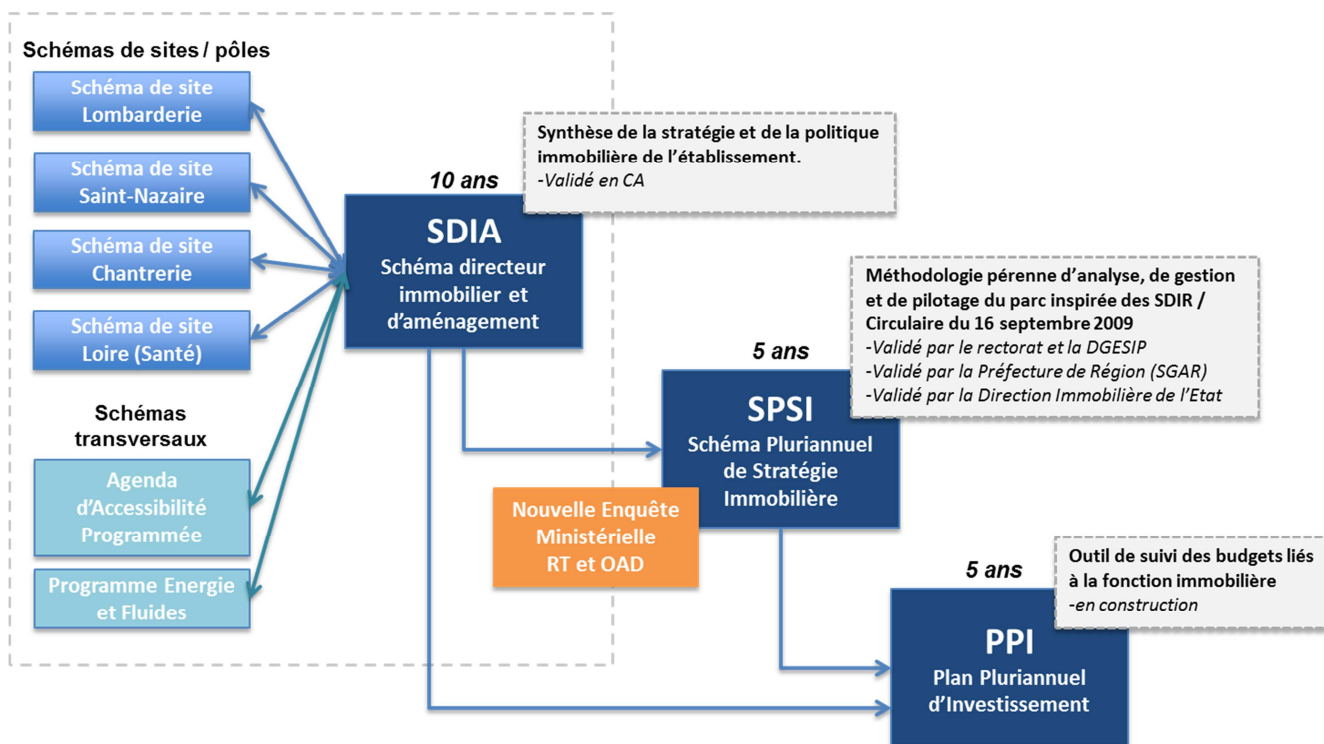 Schémas de sites / pôles
Schéma de site
Lombarderie
Schéma de site
Saint-Nazaire
Schéma de site
Chantrerie
Schéma de site
Loire (Santé)
Schémas
transversaux
Agenda
d’Accessibilité
Programmée
Programme Energie
et Fluides
10 ans
SDIA
Schéma directeur
immobilier et
d’aménagement
Synthèse de la stratégie et de la politique
immobilière de l’établissement.
-Validé en CA
5 ans
SPSI
Schéma Pluriannuel
de Stratégie
Immobilière
Méthodologie pérenne d’analyse, de gestion
et de pilotage du parc inspirée des SDIR /
Circulaire du 16 septembre 2009
-Validé par le rectorat et la DGESIP
-Validé par la Préfecture de Région (SGAR)
-Validé par la Direction Immobilière de l’Etat
Nouvelle Enquête
Ministérielle
RT et OAD
5 ans
PPI
Plan Pluriannuel
d’Investissement
Outil de suivi des budgets liés
à la fonction immobilière
-en construction